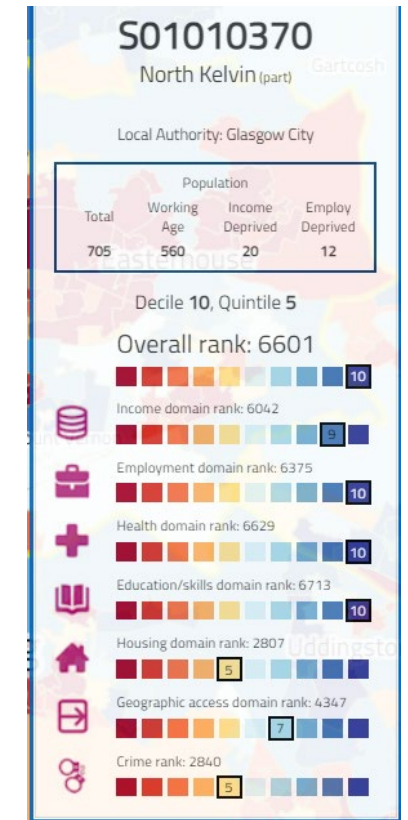 S01010370
North Kelvin (part)
Gartcosh
Local Authority: Glasgow City
Population
Total Working Age Income Deprived Employ Deprived
705 560 20 12
Easterhouse
Decile 10, Quintile 5
Overall rank: 6601
10
Income domain rank: 6042
9
Employment domain rank: 6375
10
Health domain rank: 6629
10
Education/skills domain rank: 6713
10
Housing domain rank: 2807
5
Geographic access domain rank: 4347
7
Crime rank: 2840
5